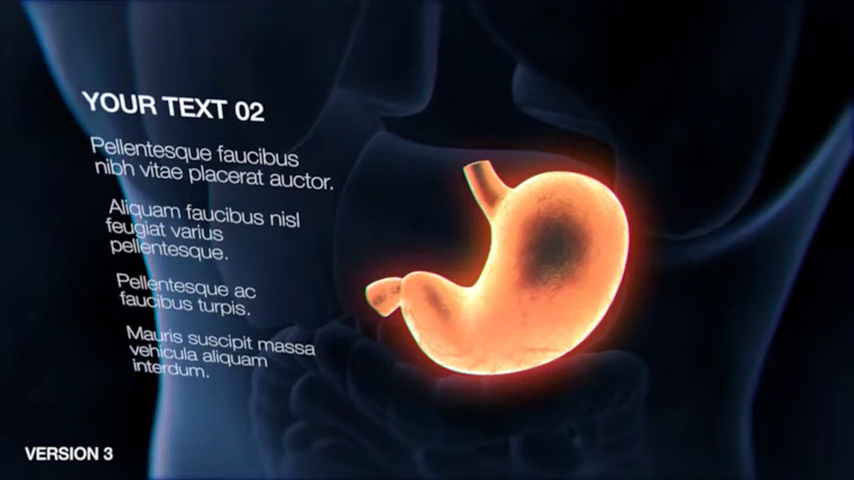 YOUR TEXT 02
Pellentesque faucibus
nibh vitae placerat auctor.
Aliquam faucibus nisl
feugiat varius
pellentesque.
Pellentesque ac
faucibus turpis.
Mauris suscipit massa
vehicula aliquam
interdum.
VERSION 3